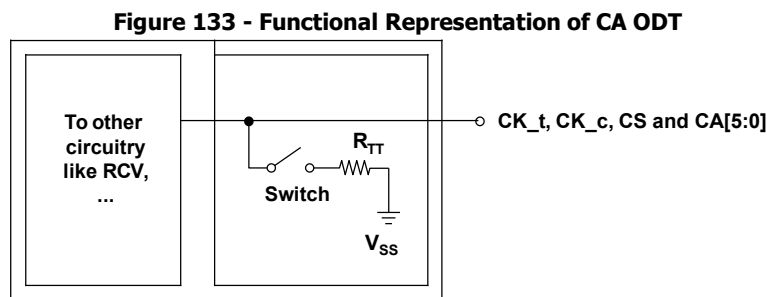 Figure 133 - Functional Representation of CA ODT
To other
circuitry
like RCV,
...
CK_t, CK_c, CS and CA[5:0]
RTT
Switch
VSS